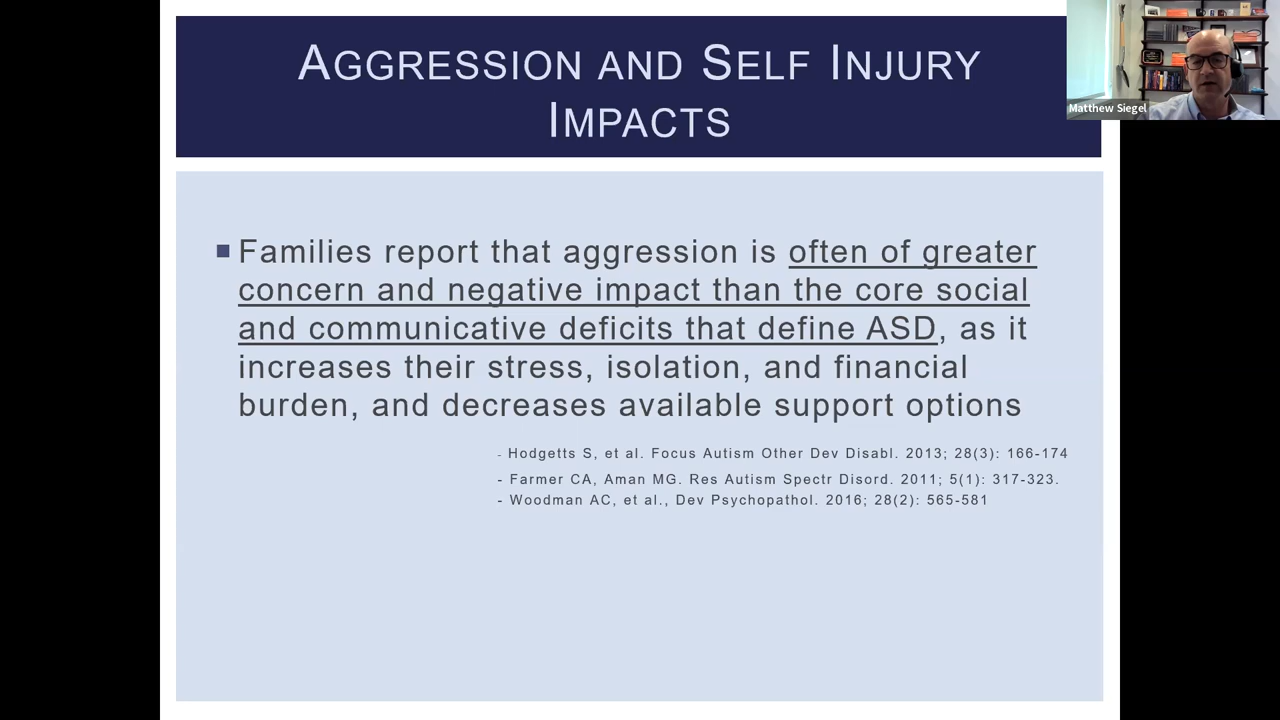 AGGRESSION AND SELF INJURY
IMPACTS
Matthew Siegel
Families report that aggression is often of greater
concern and negative impact than the core social
and communicative deficits that define ASD, as it
increases their stress, isolation, and financial
burden, and decreases available support options
- Hodgetts S, et al. Focus Autism Other Dev Disabl. 2013; 28(3): 166-174
- Farmer CA, Aman MG. Res Autism Spectr Disord. 2011; 5(1): 317-323.
- Woodman AC, et al., Dev Psychopathol. 2016; 28(2): 565-581